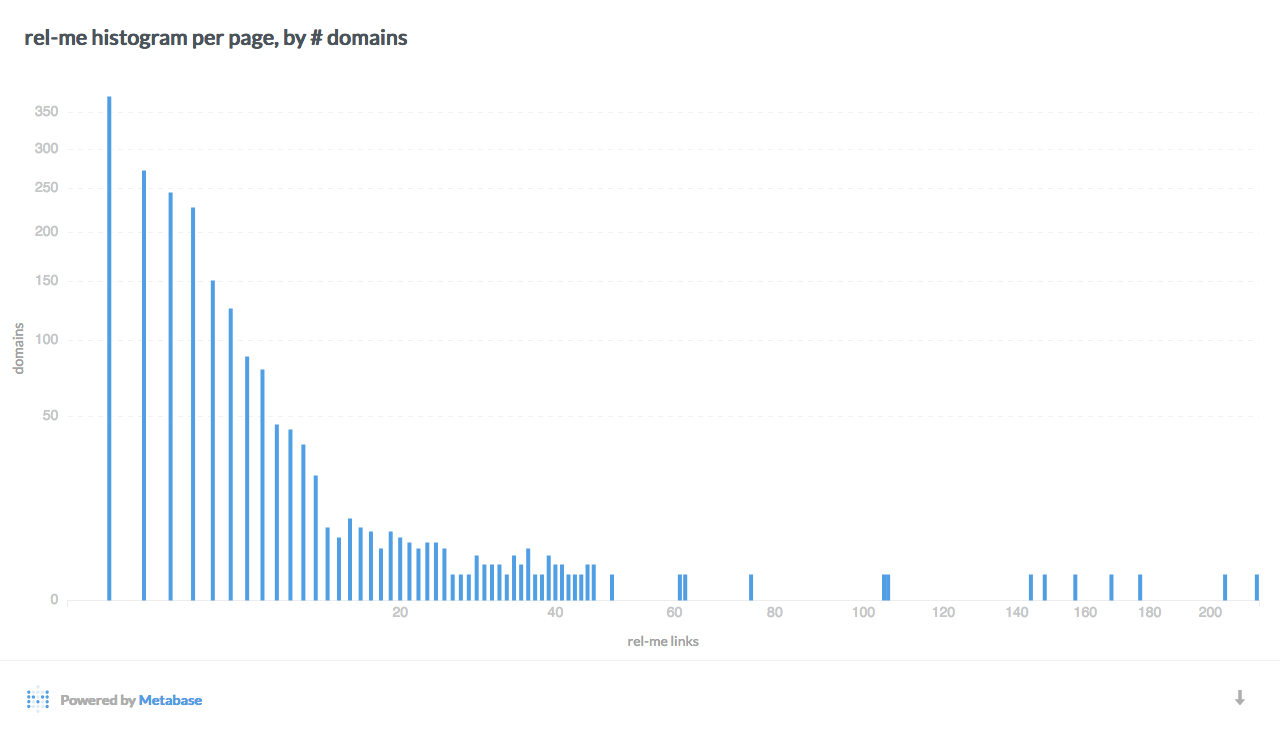 rel-me histogram per page, by # domains
350
300
250
200
150
100
50
0
domains
20 40 60 80 100 120 140 160 180 200
rel-me links
Powered by Metabase